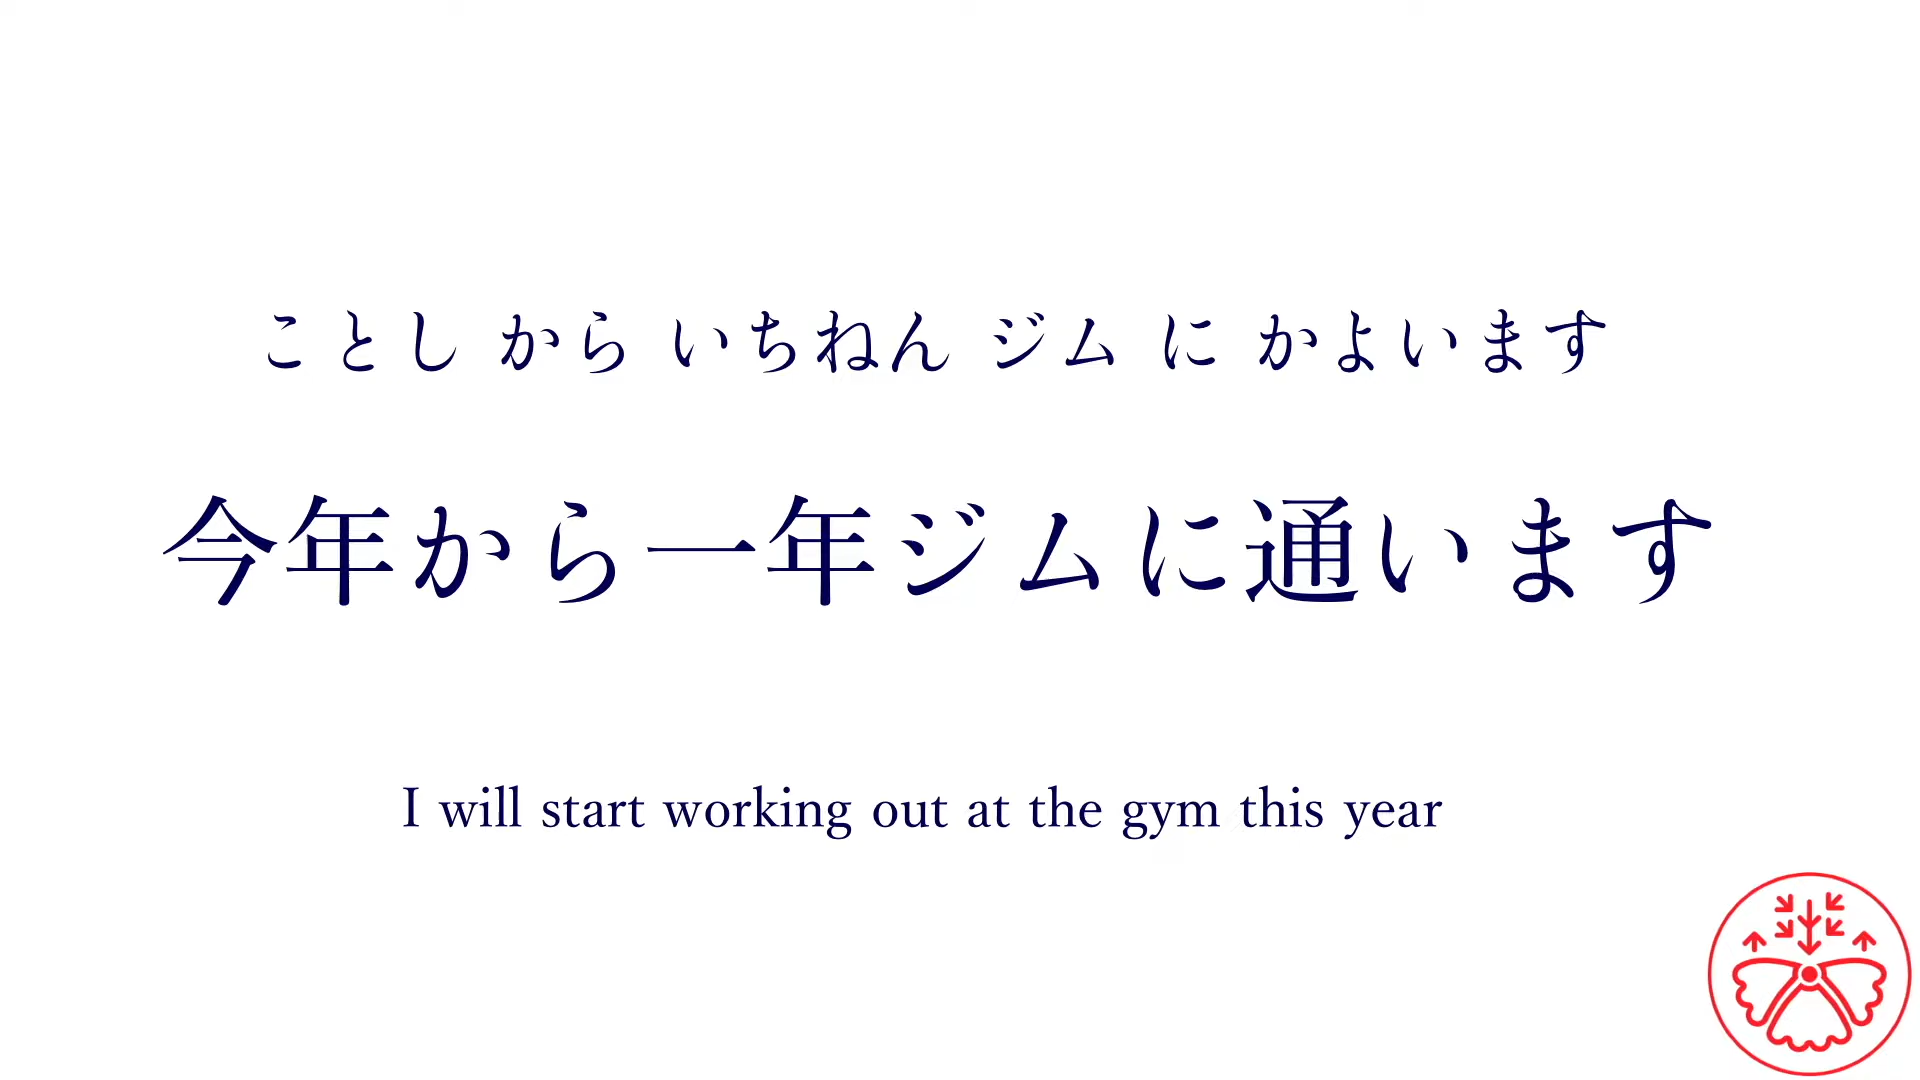 ことし から いちねん ジム に かよいます
今年から一年ジムに通います
I will start working out at the gym this year